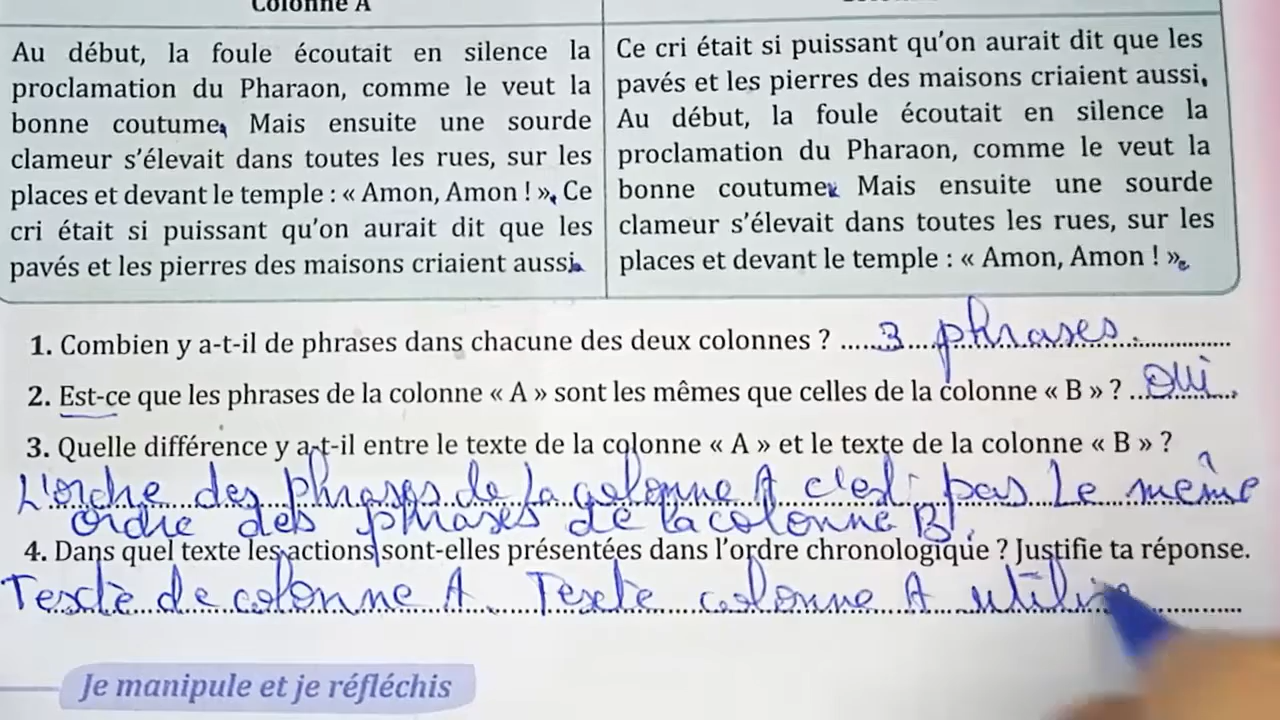 Colonne A
Au début, la foule écoutait en silence la
proclamation du Pharaon, comme le veut la
bonne coutume. Mais ensuite une sourde
clameur s'élevait dans toutes les rues, sur les
places et devant le temple : « Amon, Amon ! ». Ce
cri était si puissant qu'on aurait dit que les
pavés et les pierres des maisons criaient aussi.
Ce cri était si puissant qu'on aurait dit que les
pavés et les pierres des maisons criaient aussi.
Au début, la foule écoutait en silence la
proclamation du Pharaon, comme le veut la
bonne coutume. Mais ensuite une sourde
clameur s'élevait dans toutes les rues, sur les
places et devant le temple : « Amon, Amon ! ».
1. Combien y a-t-il de phrases dans chacune des deux colonnes ? 3 phrases.
2. Est-ce que les phrases de la colonne « A » sont les mêmes que celles de la colonne « B » ? Oui.
3. Quelle différence y a-t-il entre le texte de la colonne « A » et le texte de la colonne « B » ?
L'ordre des phrases de la colonne A c'est pas Le même
ordre des phrases de la colonne B.
4. Dans quel texte les actions sont-elles présentées dans l'ordre chronologique ? Justifie ta réponse.
Texte de colonne A. Texte colonne A utilis
Je manipule et je réfléchis